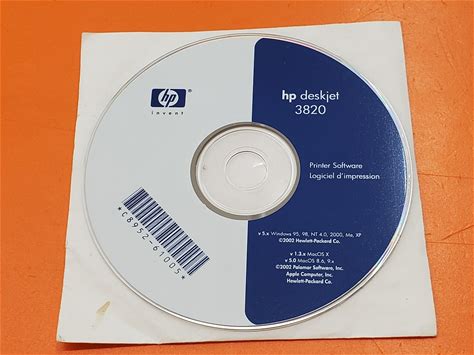 hp
invent
hp deskjet
3820
Printer Software
Logiciel d'impression
*C8952-61005*
v 5.x Windows 95, 98, NT 4.0, 2000, Me, XP
©2002 Hewlett-Packard Co.
v 1.3.x MacOS X
v 5.0 MacOS 8.6, 9.x
©2002 Palomar Software, Inc.
Apple Computer, Inc.
Hewlett-Packard Co.